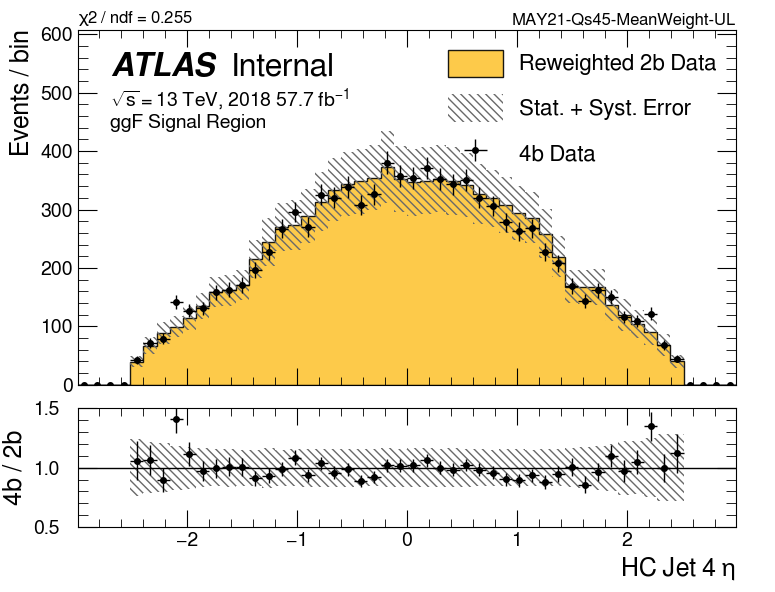 χ2 / ndf = 0.255
MAY21-Qs45-MeanWeight-UL
ATLAS Internal
√s = 13 TeV, 2018 57.7 fb−1
ggF Signal Region
Reweighted 2b Data
Stat. + Syst. Error
4b Data
Events / bin
600
500
400
300
200
100
0
4b / 2b
1.5
1.0
0.5
−2 −1 0 1 2
HC Jet 4 η